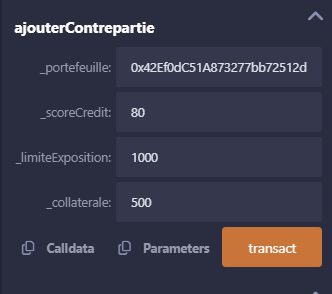 ajouterContrepartie
_portefeuille: 0x42Ef0dC51A873277bb72512d
_scoreCredit: 80
_limiteExposition: 1000
_collaterale: 500
Calldata Parameters transact